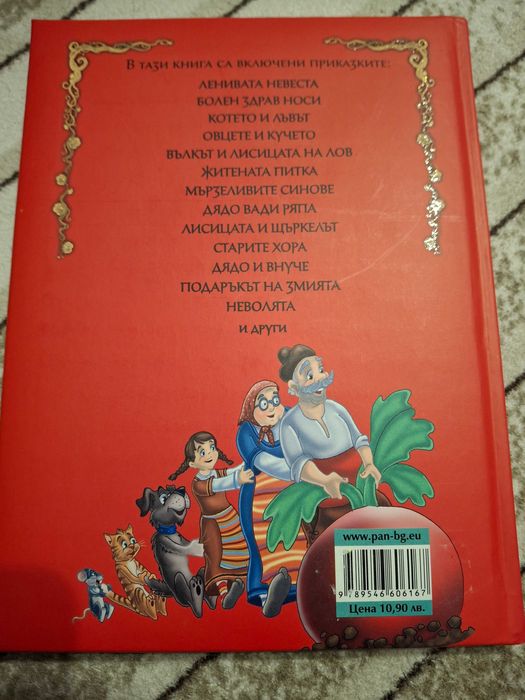 В ТАЗИ КНИГА СА ВКЛЮЧЕНИ ПРИКАЗКИТЕ:
ЛЕНИВАТА НЕВЕСТА
БОЛЕН ЗДРАВ НОСИ
КОТЕТО И ЛЪВЪТ
ОВЦЕТЕ И КУЧЕТО
ВЪЛКЪТ И ЛИСИЦАТА НА ЛОВ
ЖИТЕНАТА ПИТКА
МЪРЗЕЛИВИТЕ СИНОВЕ
ДЯДО ВАДИ РЯПА
ЛИСИЦАТА И ЩЪРКЕЛЪТ
СТАРИТЕ ХОРА
ДЯДО И ВНУЧЕ
ПОДАРЪКЪТ НА ЗМИЯТА
НЕВОЛЯТА
И ДРУГИ
www.pan-bg.eu
9 789546 606167
Цена 10,90 лв.